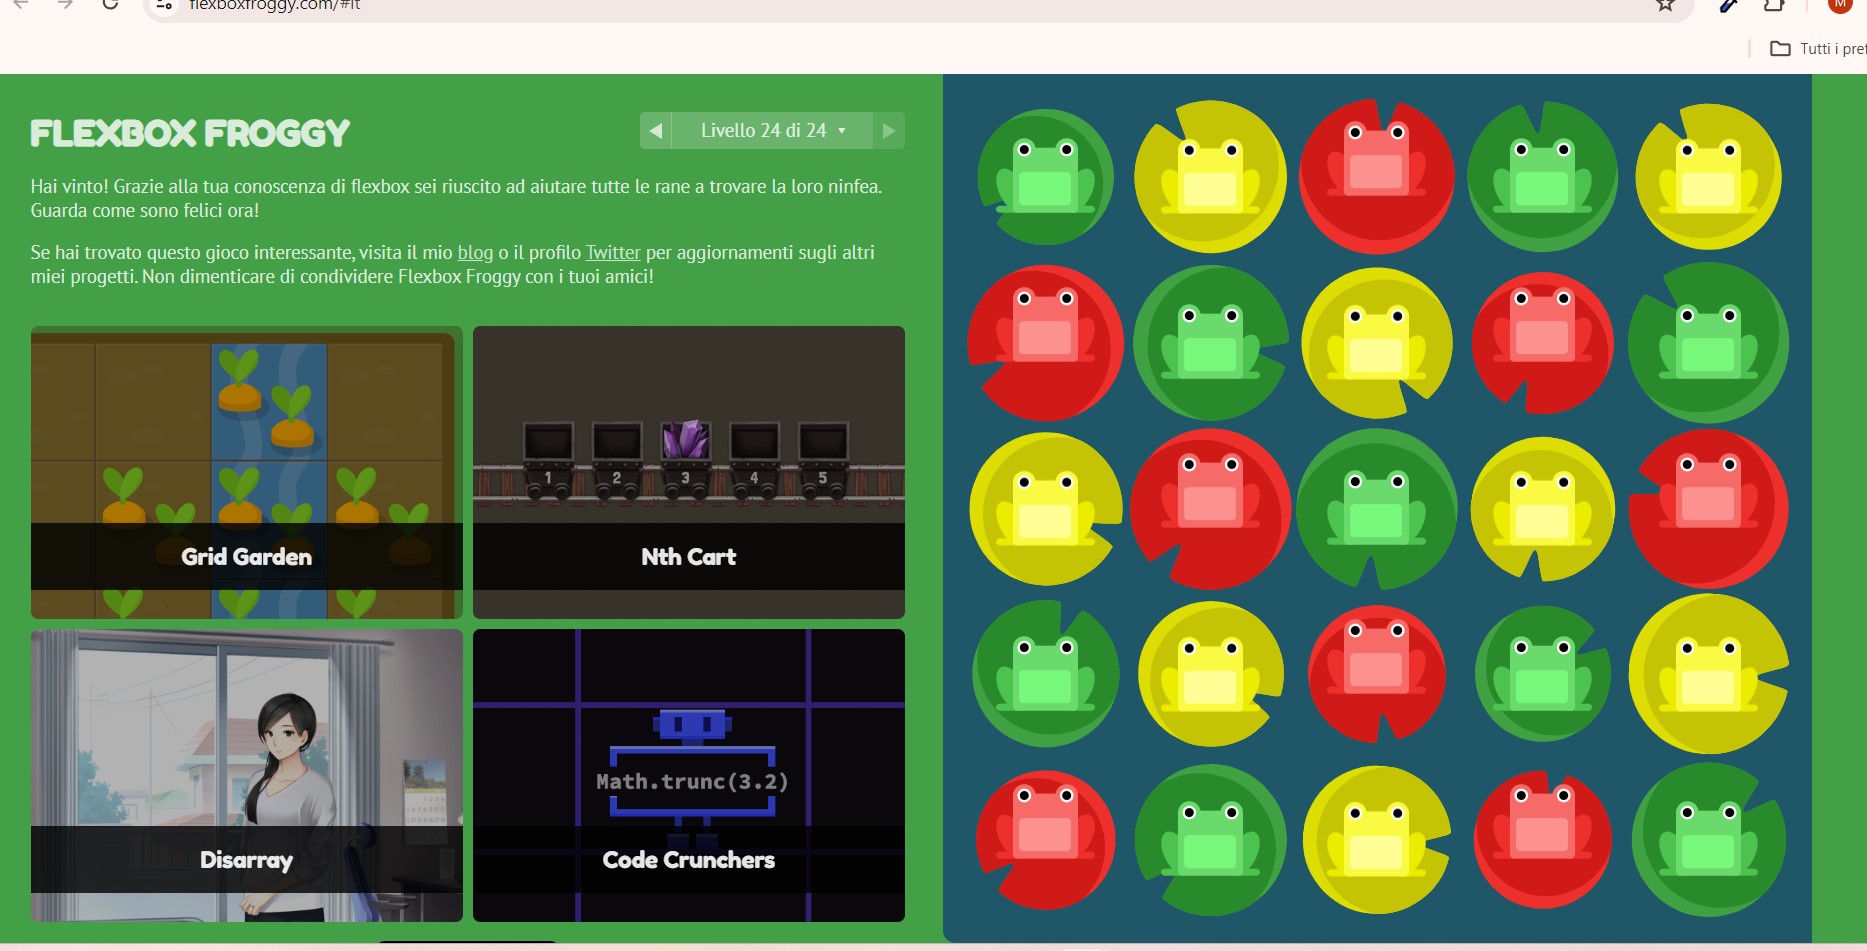 flexboxfroggy.com/#it
M
Tutti i pref
FLEXBOX FROGGY
Livello 24 di 24
Hai vinto! Grazie alla tua conoscenza di flexbox sei riuscito ad aiutare tutte le rane a trovare la loro ninfea.
Guarda come sono felici ora!
Se hai trovato questo gioco interessante, visita il mio blog o il profilo Twitter per aggiornamenti sugli altri
miei progetti. Non dimenticare di condividere Flexbox Froggy con i tuoi amici!
Grid Garden
1 2 3 4 5
Nth Cart
Disarray
Math.trunc(3.2)
Code Crunchers